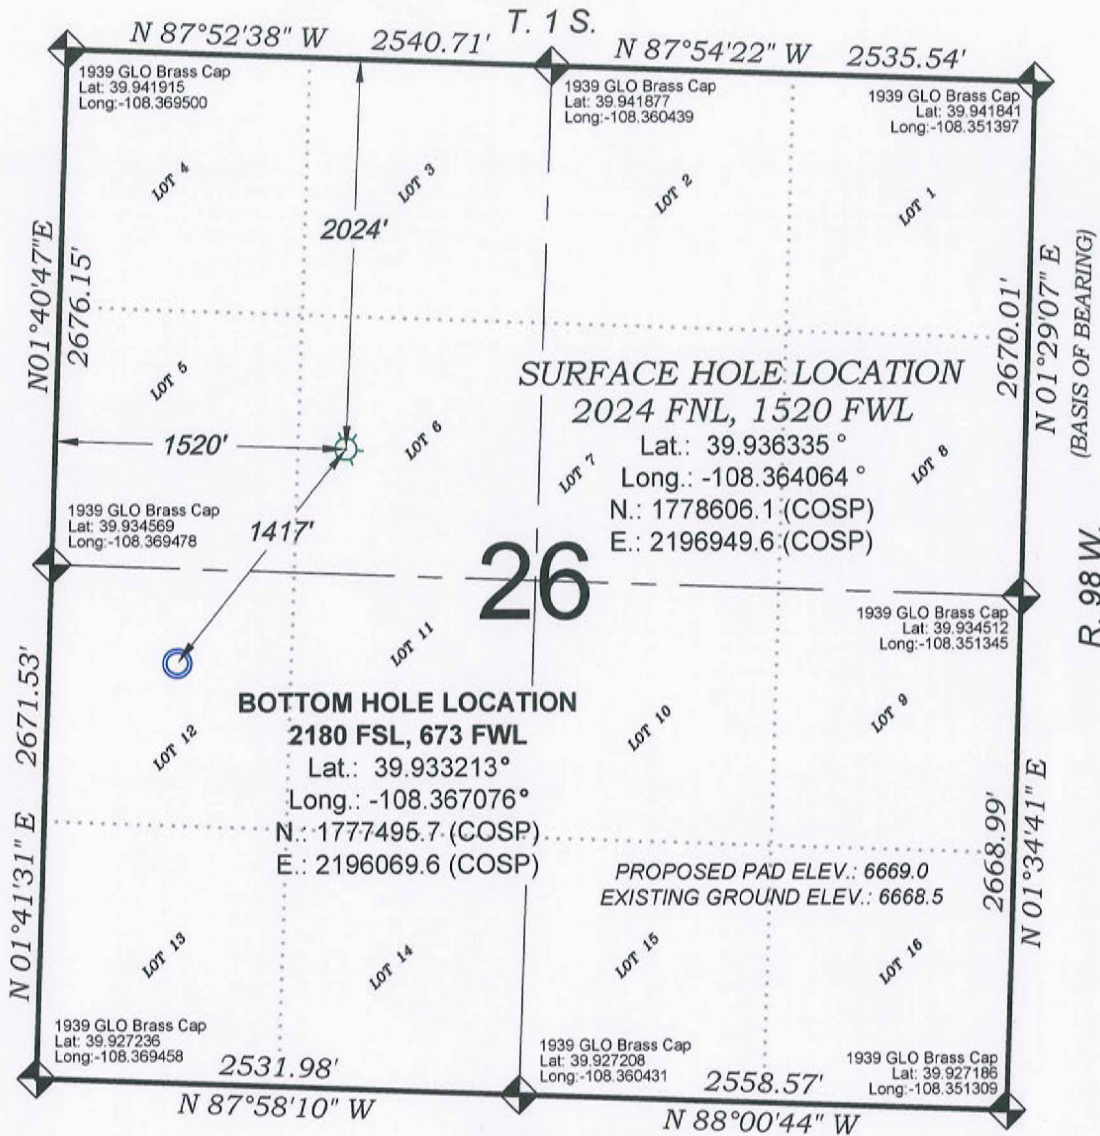 T. 1 S.
N 87°52'38" W 2540.71'
N 87°54'22" W 2535.54'
1939 GLO Brass Cap
Lat: 39.941915
Long:-108.369500
1939 GLO Brass Cap
Lat: 39.941877
Long:-108.360439
1939 GLO Brass Cap
Lat: 39.941841
Long:-108.351397
LOT 4
LOT 3
LOT 2
LOT 1
2024'
N01°40'47"E
2676.15'
2670.01'
N 01°29'07" E
(BASIS OF BEARING)
LOT 5
LOT 6
LOT 7
LOT 8
SURFACE HOLE LOCATION
2024 FNL, 1520 FWL
Lat.: 39.936335 °
Long.: -108.364064 °
N.: 1778606.1 (COSP)
E.: 2196949.6 (COSP)
1520'
1939 GLO Brass Cap
Lat: 39.934569
Long:-108.369478
1417'
26
R. 98 W.
1939 GLO Brass Cap
Lat: 39.934512
Long:-108.351345
LOT 11
LOT 12
LOT 10
LOT 9
BOTTOM HOLE LOCATION
2180 FSL, 673 FWL
Lat.: 39.933213°
Long.: -108.367076°
N.: 1777495.7 (COSP)
E.: 2196069.6 (COSP)
N 01°41'31" E 2671.53'
2668.99'
N 01°34'41" E
PROPOSED PAD ELEV.: 6669.0
EXISTING GROUND ELEV.: 6668.5
LOT 13
LOT 14
LOT 15
LOT 16
1939 GLO Brass Cap
Lat: 39.927236
Long:-108.369458
1939 GLO Brass Cap
Lat: 39.927208
Long:-108.360431
1939 GLO Brass Cap
Lat: 39.927186
Long:-108.351309
2531.98'
N 87°58'10" W
2558.57'
N 88°00'44" W